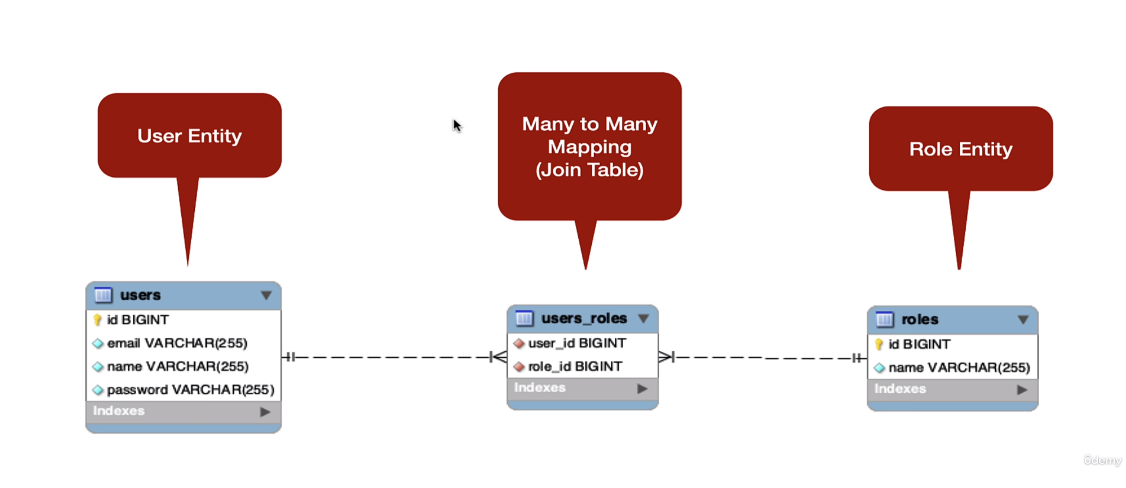 User Entity
Many to Many
Mapping
(Join Table)
Role Entity
users
id BIGINT
email VARCHAR(255)
name VARCHAR(255)
password VARCHAR(255)
Indexes
users_roles
user_id BIGINT
role_id BIGINT
Indexes
roles
id BIGINT
name VARCHAR(255)
Indexes
ûdemy